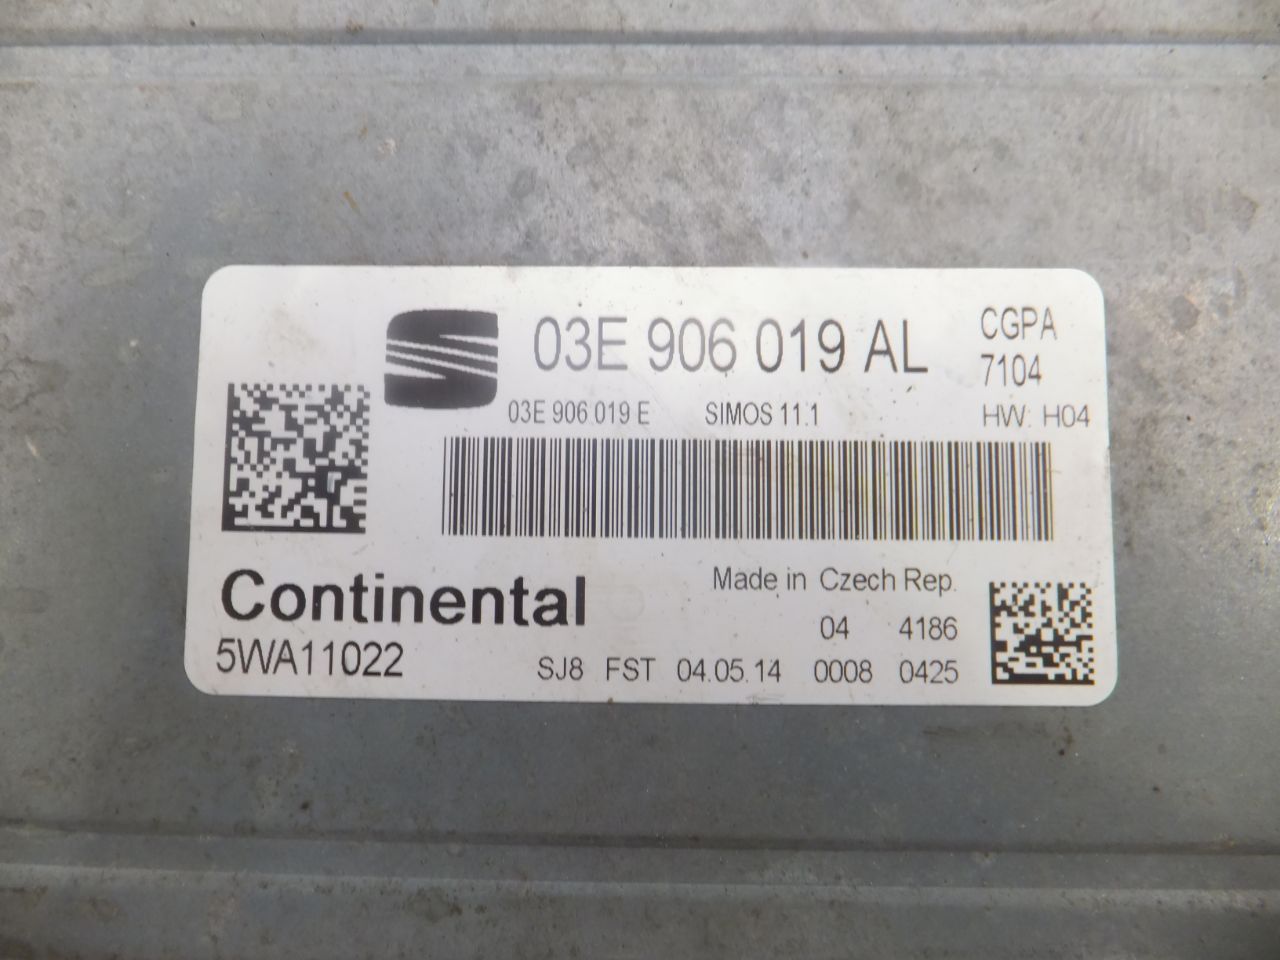 03E 906 019 AL
CGPA
7104
03E 906 019 E SIMOS 11.1 HW: H04
Continental
5WA11022
Made in Czech Rep.
04 4186
SJ8 FST 04.05.14 0008 0425